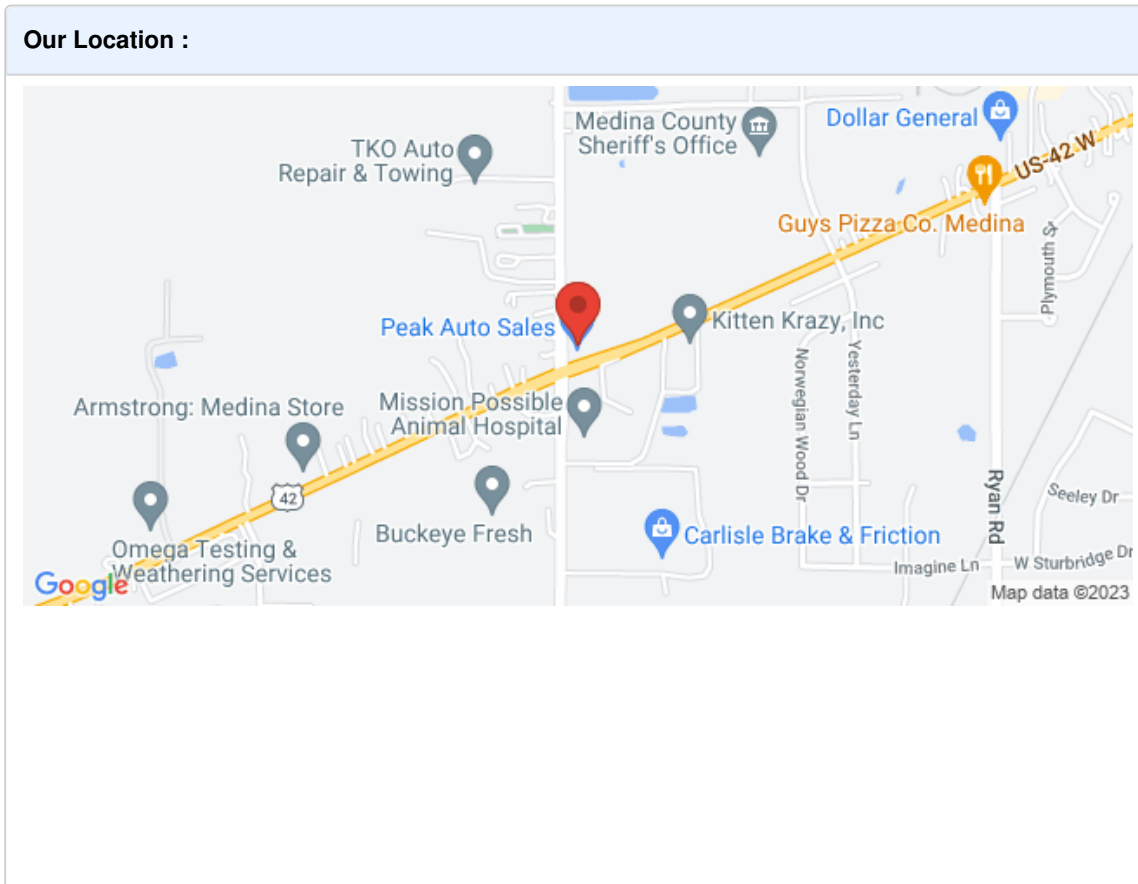 Our Location :
TKO Auto
Repair & Towing
Medina County
Sheriff's Office
Dollar General
US-42 W
Guys Pizza Co. Medina
Plymouth St
Peak Auto Sales
Kitten Krazy, Inc
Norwegian Wood Dr
Yesterday Ln
Armstrong: Medina Store
Mission Possible
Animal Hospital
42
Buckeye Fresh
Carlisle Brake & Friction
Ryan Rd
Seeley Dr
Omega Testing &
Weathering Services
Imagine Ln
W Sturbridge Dr
Google
Map data ©2023